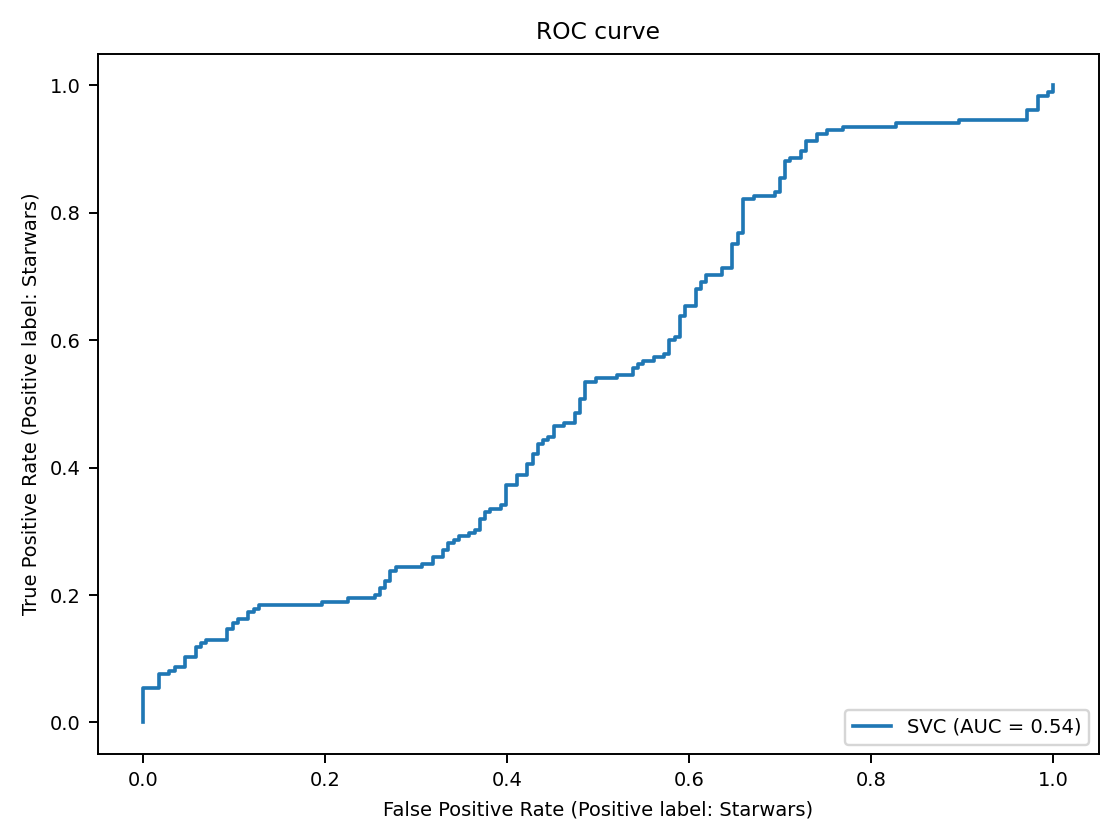 ROC curve
True Positive Rate (Positive label: Starwars)
1.0
0.8
0.6
0.4
0.2
0.0
SVC (AUC = 0.54)
0.0 0.2 0.4 0.6 0.8 1.0
False Positive Rate (Positive label: Starwars)